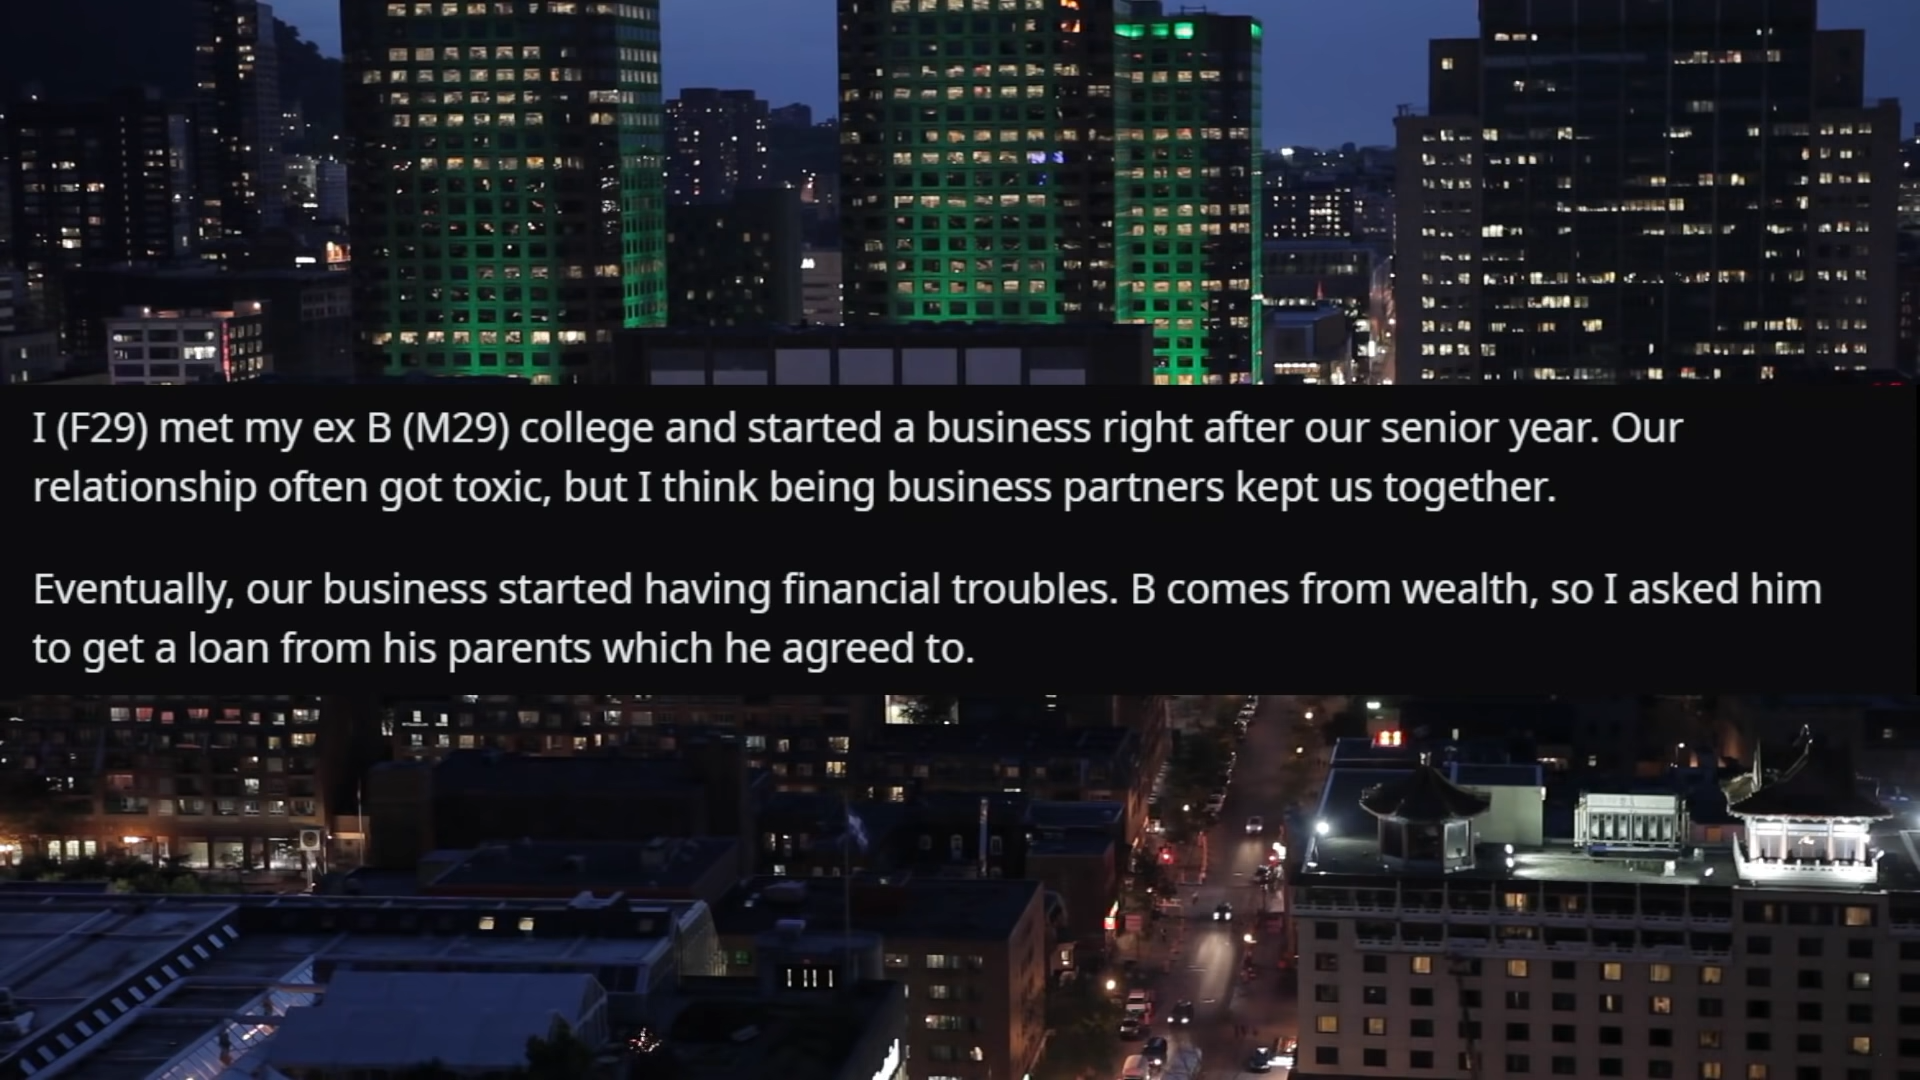 I (F29) met my ex B (M29) college and started a business right after our senior year. Our
relationship often got toxic, but I think being business partners kept us together.
Eventually, our business started having financial troubles. B comes from wealth, so I asked him
to get a loan from his parents which he agreed to.